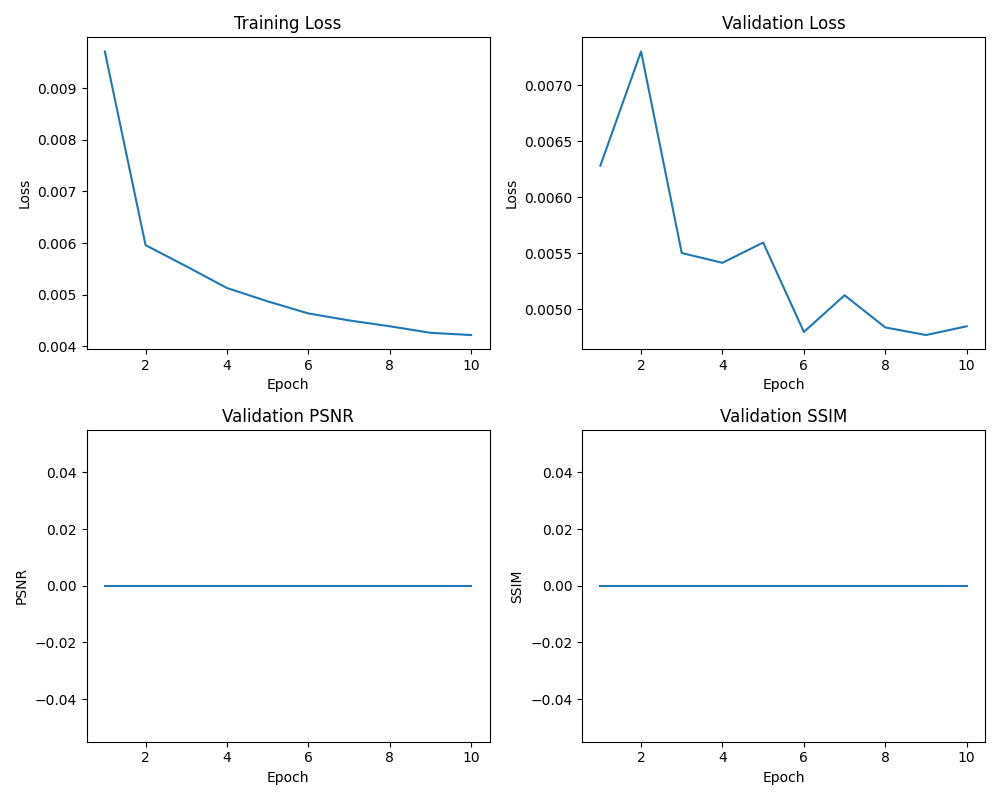 Training Loss
Loss
0.009
0.008
0.007
0.006
0.005
0.004
2 4 6 8 10
Epoch
Validation Loss
Loss
0.0070
0.0065
0.0060
0.0055
0.0050
2 4 6 8 10
Epoch
Validation PSNR
PSNR
0.04
0.02
0.00
−0.02
−0.04
2 4 6 8 10
Epoch
Validation SSIM
SSIM
0.04
0.02
0.00
−0.02
−0.04
2 4 6 8 10
Epoch